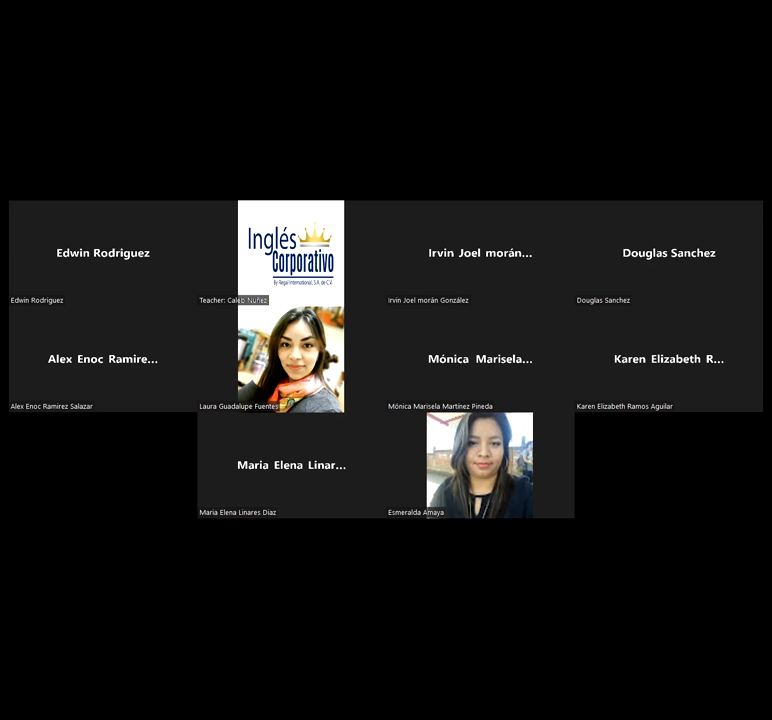 Edwin Rodriguez
Edwin Rodriguez
Inglés
Corporativo
By Regal International, S.A. de C.V.
Teacher: Caleb Nuñez
Irvin Joel morán...
Irvin Joel morán González
Douglas Sanchez
Douglas Sanchez
Alex Enoc Ramire...
Alex Enoc Ramirez Salazar
Laura Guadalupe Fuentes
Mónica Marisela...
Mónica Marisela Martínez Pineda
Karen Elizabeth R...
Karen Elizabeth Ramos Aguilar
Maria Elena Linar...
Maria Elena Linares Diaz
Esmeralda Amaya